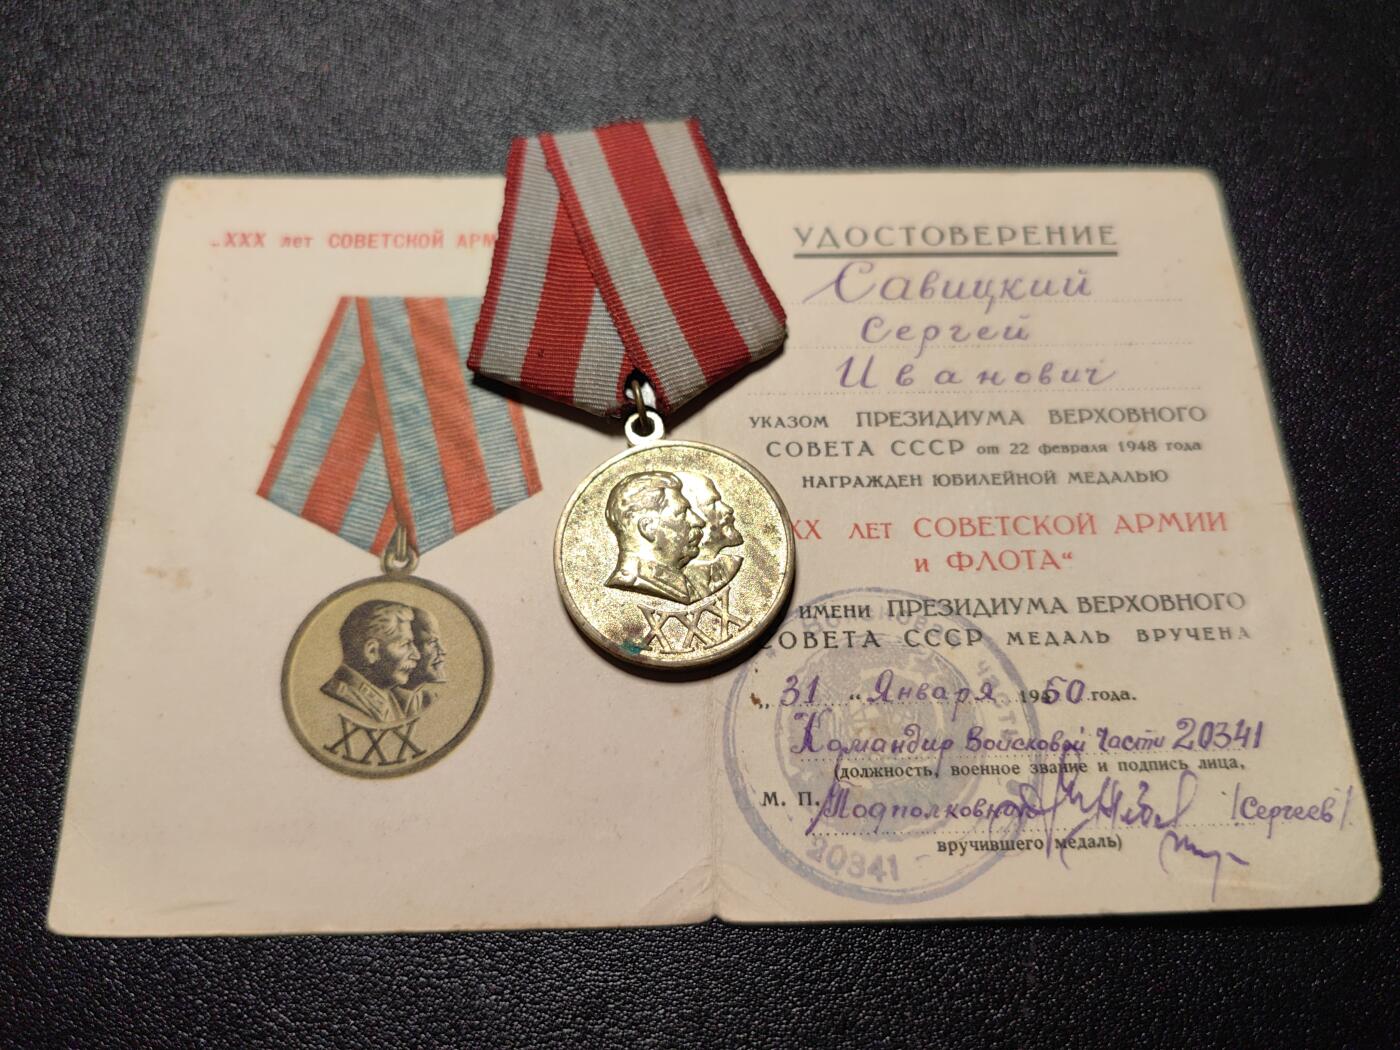 „XXX лет СОВЕТСКОЙ АРМ
XXX
XXX
УДОСТОВЕРЕНИЕ
Савицкий
Сергей
Иванович
УКАЗОМ ПРЕЗИДИУМА ВЕРХОВНОГО
СОВЕТА СССР от 22 февраля 1948 года
НАГРАЖДЕН ЮБИЛЕЙНОЙ МЕДАЛЬЮ
XX ЛЕТ СОВЕТСКОЙ АРМИИ
и ФЛОТА“
ИМЕНИ ПРЕЗИДИУМА ВЕРХОВНОГО
СОВЕТА СССР МЕДАЛЬ ВРУЧЕНА
„31 “ Января 1950 года.
Командир Войсковой Части 20341
(должность, военное звание и подпись лица,
М. П. Подполковник /Сергеев/
вручившего медаль)
20341